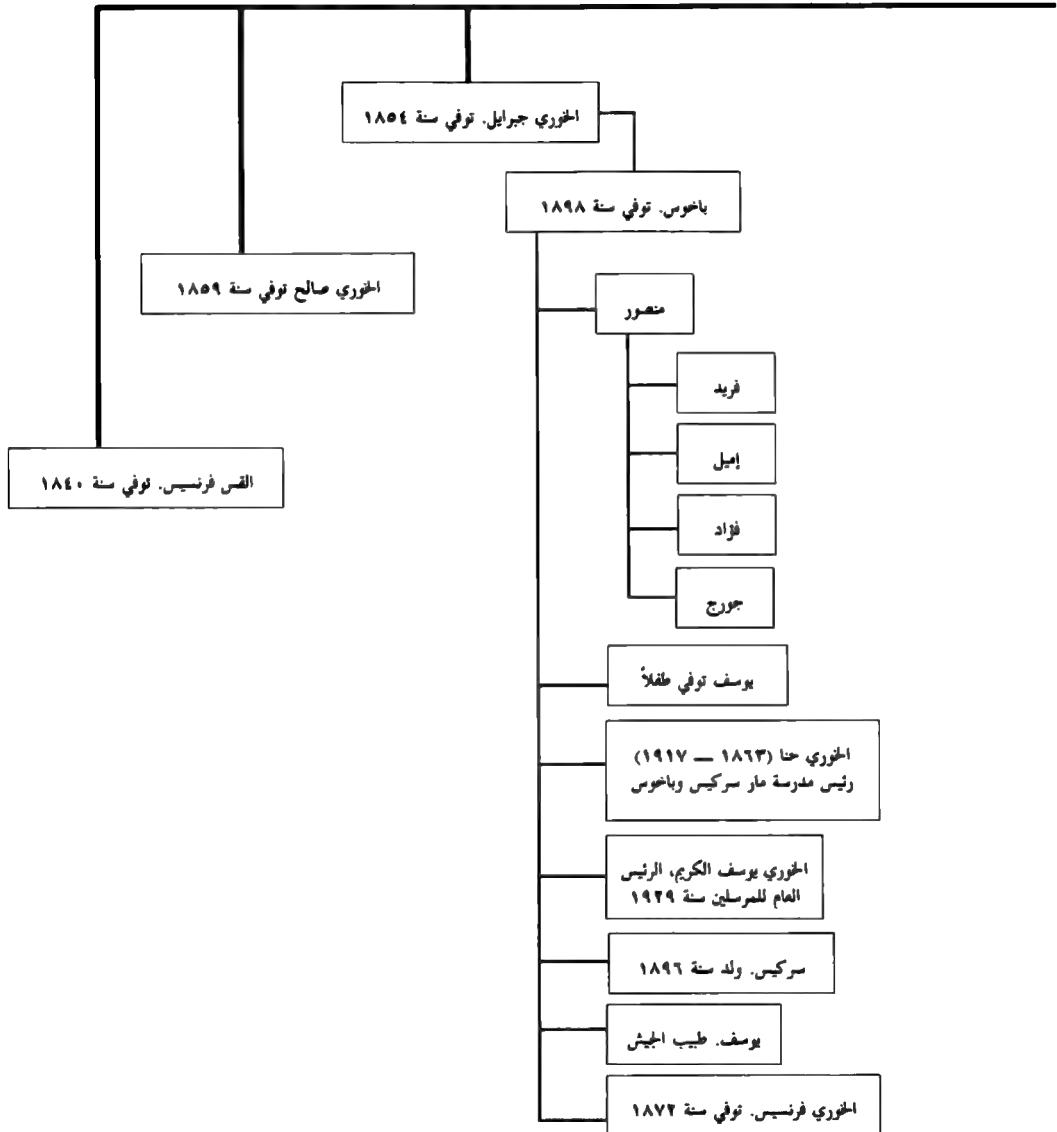 الخوري جبرايل. توفي سنة ١٨٥٤
باخوس. توفي سنة ١٨٩٨
الخوري صالح توفي سنة ١٨٥٩
منصور
فريد
إميل
القس فرنسيس. توفي سنة ١٨٤٠
فؤاد
جورج
يوسف توفي طفلاً
الخوري حنا (١٨٦٣ — ١٩١٧)
رئيس مدرسة مار سركيس وباخوس
الخوري يوسف الكريم، الرئيس
العام للمرسلين سنة ١٩٢٩
سركيس. ولد سنة ١٨٩٦
يوسف. طبيب الجيش
الخوري فرنسيس. توفي سنة ١٨٧٢